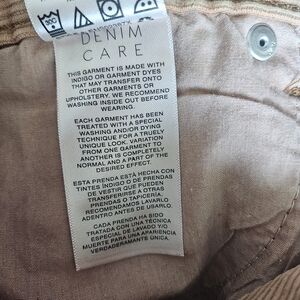 DENIM
CARE
THIS GARMENT IS MADE WITH
INDIGO OR GARMENT DYES
THAT MAY TRANSFER ONTO
OTHER GARMENTS OR
UPHOLSTERY. WE RECOMMEND
WASHING INSIDE OUT BEFORE
WEARING.
EACH GARMENT HAS BEEN
TREATED WITH A SPECIAL
WASHING AND/OR DYING
TECHNIQUE FOR A TRUELY
UNIQUE LOOK. VARIATION
FROM ONE GARMENT TO
ANOTHER IS COMPLETELY
NORMAL AND A PART OF THE
DESIRED EFFECT.
ESTA PRENDA ESTÁ HECHA CON
TINTES ÍNDIGO O DE PRENDAS
DE VESTIR QUE PUEDEN
TRANSFERIRSE A OTRAS
PRENDAS O TAPICERÍA.
RECOMENDAMOS LAVARLO.
ADENTRO ANTES DE USARLO.
CADA PRENDA HA SIDO
TRATADA CON UNA TÉCNICA
ESPECIAL DE LAVADO Y/O
MUERTO PARA UNA APARIENCIA
VERDADERAMENTE ÚNICA.